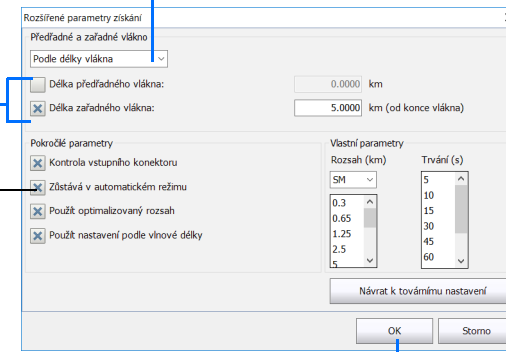 Rozšířené parametry získání
Předřadné a zařadné vlákno
Podle délky vlákna
Délka předřadného vlákna:
0.0000 km
Délka zařadného vlákna:
5.0000 km (od konce vlákna)
Pokročilé parametry
Kontrola vstupního konektoru
Zůstává v automatickém režimu
Použít optimalizovaný rozsah
Použít nastavení podle vlnové délky
Vlastní parametry
Rozsah (km) Trvání (s)
SM
0.3
0.65
1.25
2.5
5
5
10
15
30
45
60
Návrat k továrnímu nastavení
OK Storno